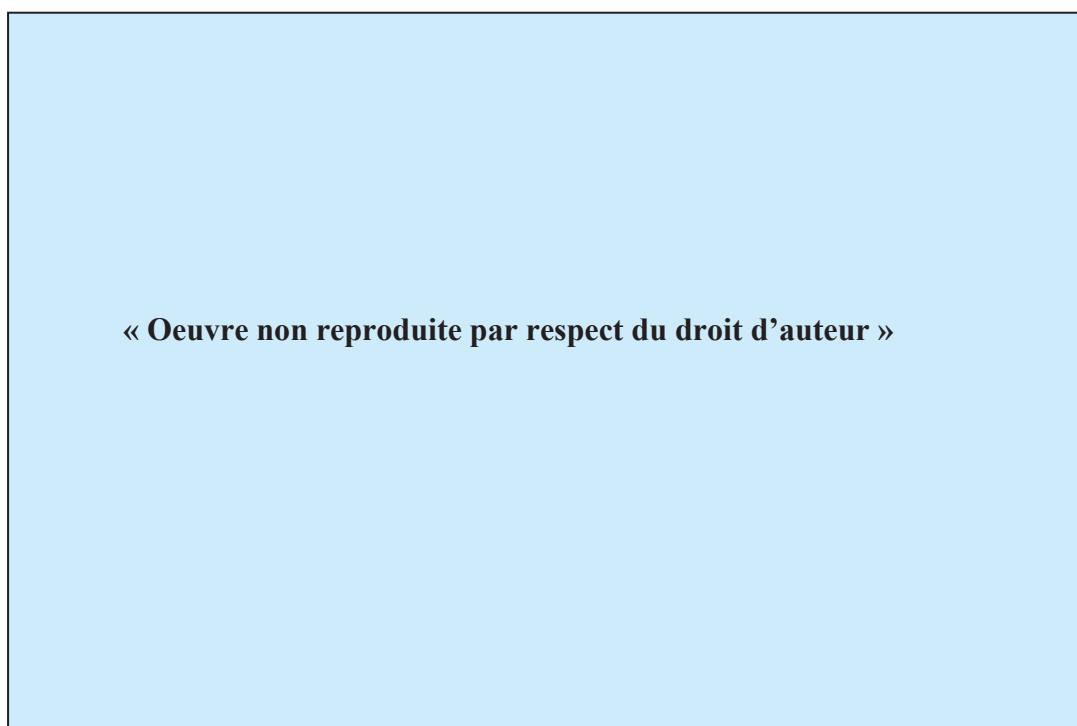 « Oeuvre non reproduite par respect du droit d’auteur »